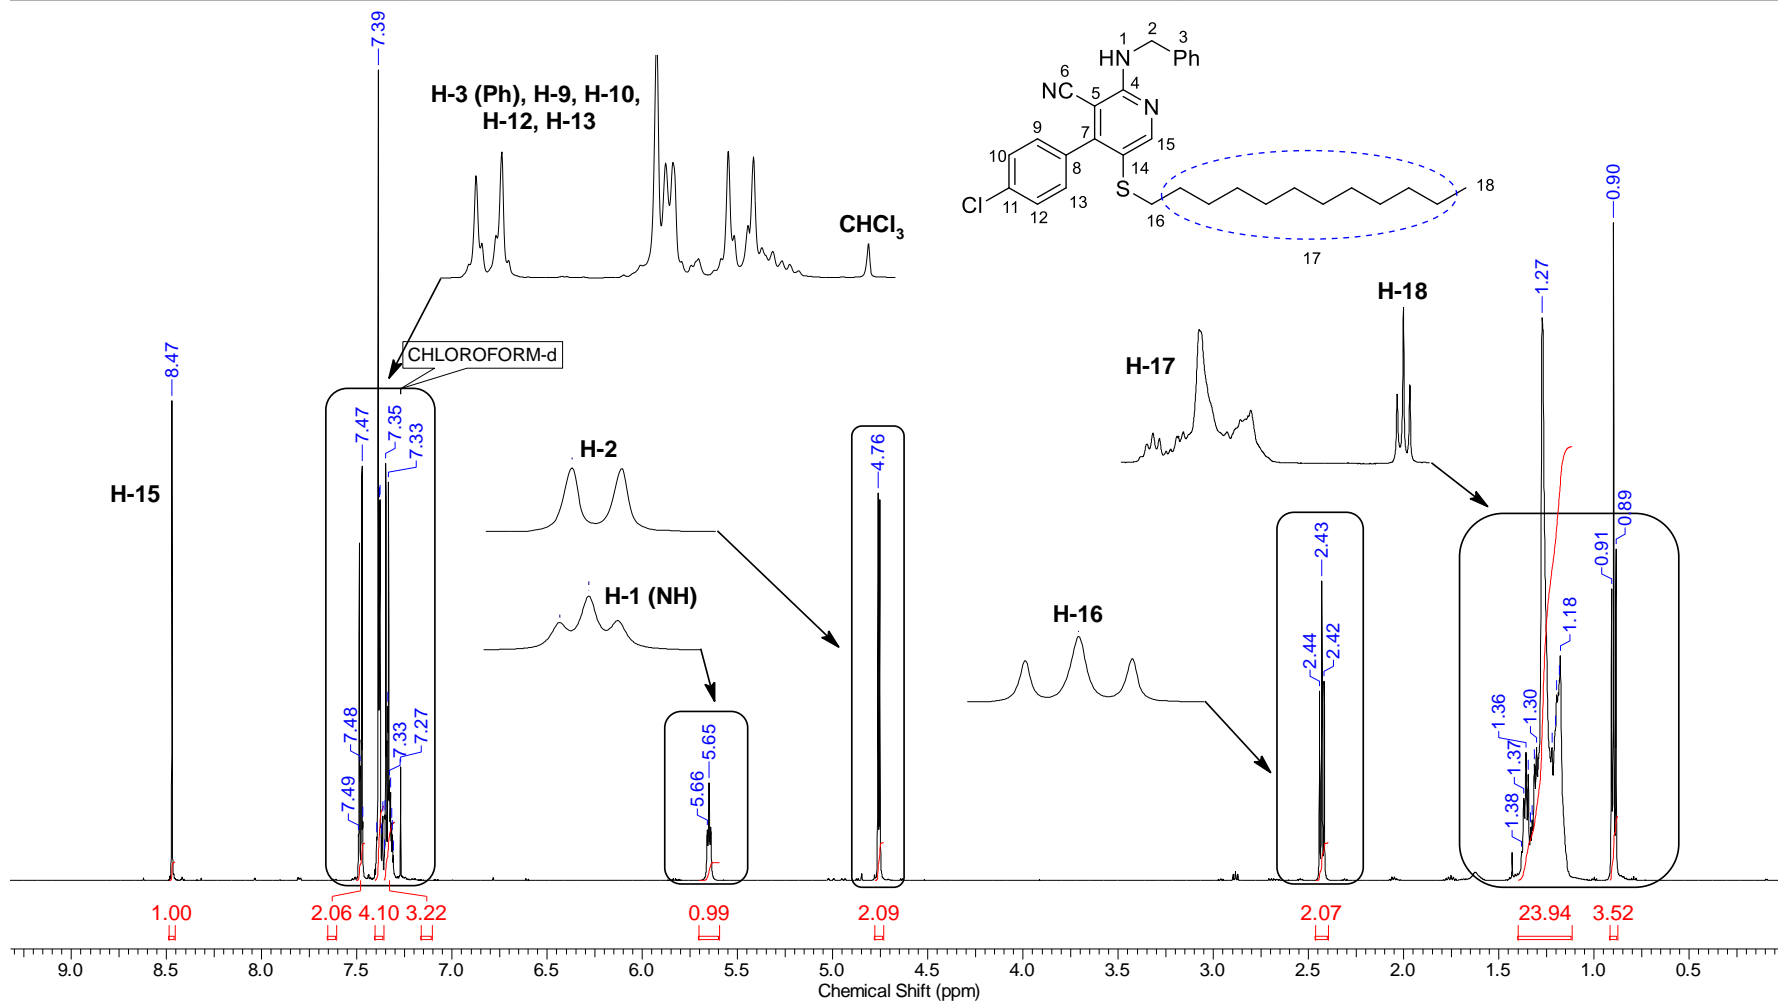 7.39
H-3 (Ph), H-9, H-10,
H-12, H-13
CHCl3
1
2
3
HN
Ph
6
NC
5
4
N
9
7
15
10
8
14
S
18
Cl
11
12
13
16
17
0.90
8.47
CHLOROFORM-d
7.47
7.35
7.33
7.48
7.49
7.33
7.27
H-15
H-2
H-1 (NH)
5.66
5.65
4.76
H-16
2.44
2.43
2.42
H-17
H-18
1.27
1.38
1.37
1.36
1.30
1.18
0.91
0.89
1.00 2.06 4.10 3.22 0.99 2.09 2.07 23.94 3.52
9.0 8.5 8.0 7.5 7.0 6.5 6.0 5.5 5.0 4.5 4.0 3.5 3.0 2.5 2.0 1.5 1.0 0.5
Chemical Shift (ppm)